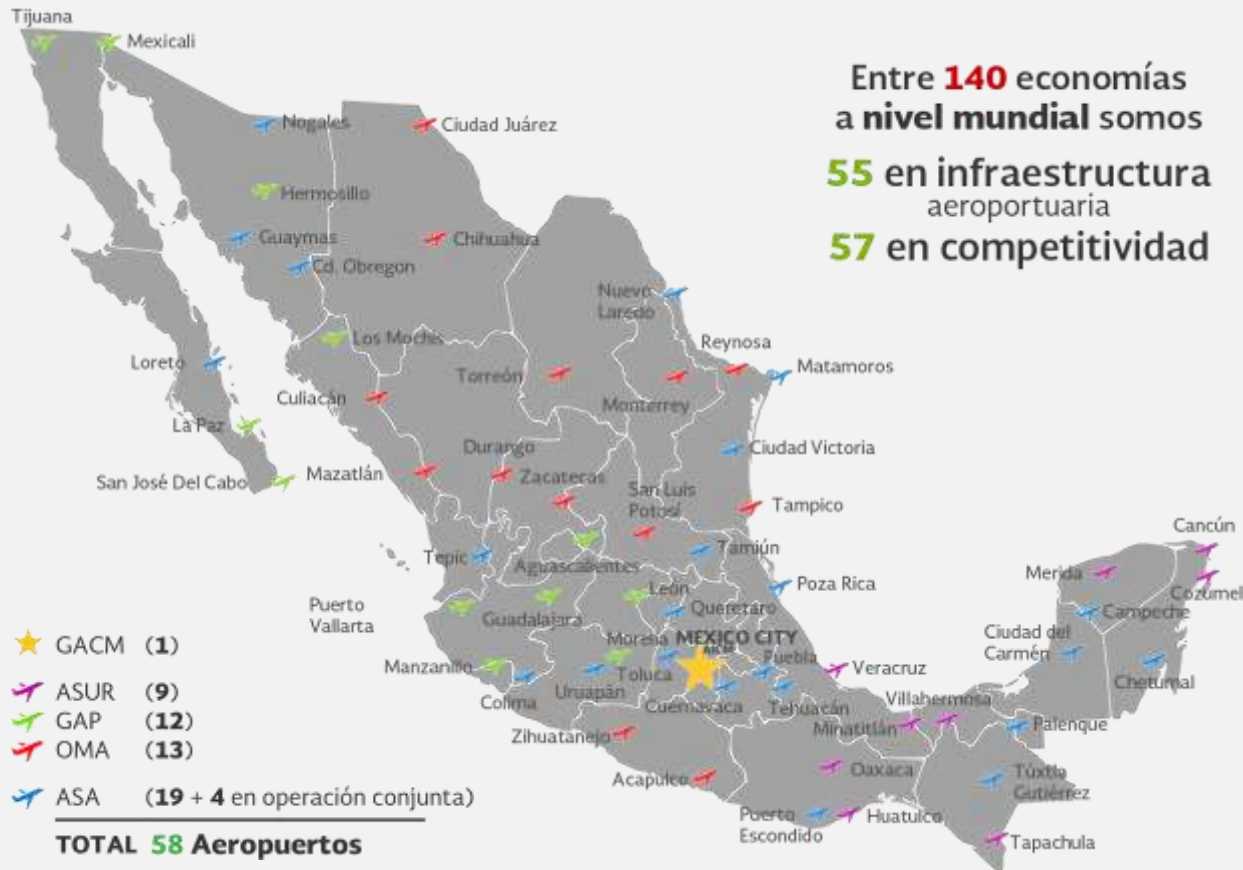 Tijuana
Mexicali
Entre 140 economías
a nivel mundial somos
55 en infraestructura
aeroportuaria
57 en competitividad
Nogales
Ciudad Juárez
Hermosillo
Guaymas
Chihuahua
Cd. Obregon
Nuevo
Laredo
Los Mochis
Reynosa
Loreto
Torreón
Matamoros
Culiacán
Monterrey
La Paz
Durango
Ciudad Victoria
San José Del Cabo
Mazatlán
Zacateras
San Luis
Potosí
Tampico
Cancún
Tepic
Aguascalientes
Tamiún
Merida
Cozumel
Poza Rica
León
Puerto
Vallarta
Guadalajara
Queretaro
Campeche
Ciudad del
Carmén
Morelia
MEXICO CITY
AICM
Manzanillo
Toluca
Puebla
Veracruz
Chetumal
Colima
Uruapán
Cuernavaca
Tehuacán
Villahermosa
Minatitlán
Palenque
Zihuatanejo
Acapulco
Oaxaca
Túxtla
Gutiérrez
Puerto
Escondido
Huatulco
Tapachula
GACM (1)
ASUR (9)
GAP (12)
OMA (13)
ASA (19 + 4 en operación conjunta)
TOTAL 58 Aeropuertos